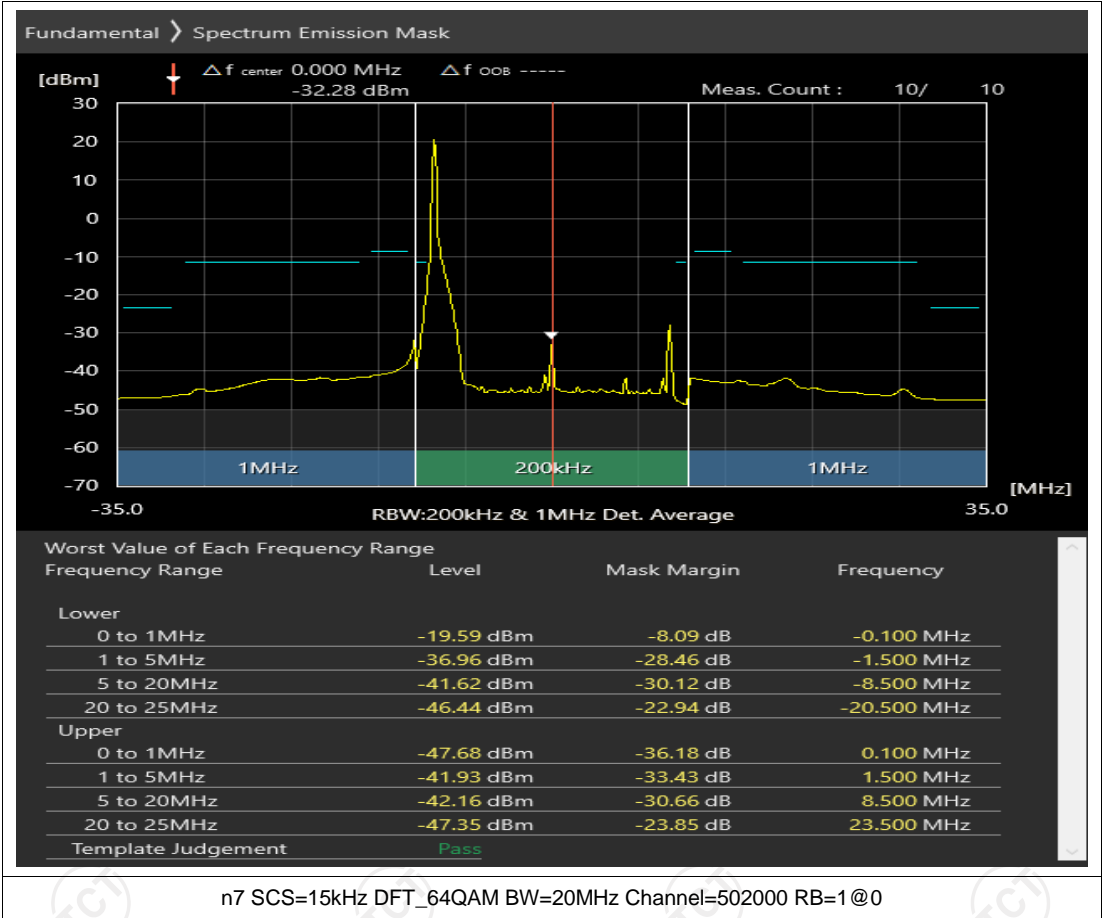 Fundamental ❯ Spectrum Emission Mask
[dBm] △f center 0.000 MHz △f OOB -----
-32.28 dBm Meas. Count : 10/ 10
30
20
10
0
-10
-20
-30
-40
-50
-60
1MHz 200kHz 1MHz
-70
[MHz]
-35.0 RBW:200kHz & 1MHz Det. Average 35.0
Worst Value of Each Frequency Range
Frequency Range Level Mask Margin Frequency
Lower
0 to 1MHz -19.59 dBm -8.09 dB -0.100 MHz
1 to 5MHz -36.96 dBm -28.46 dB -1.500 MHz
5 to 20MHz -41.62 dBm -30.12 dB -8.500 MHz
20 to 25MHz -46.44 dBm -22.94 dB -20.500 MHz
Upper
0 to 1MHz -47.68 dBm -36.18 dB 0.100 MHz
1 to 5MHz -41.93 dBm -33.43 dB 1.500 MHz
5 to 20MHz -42.16 dBm -30.66 dB 8.500 MHz
20 to 25MHz -47.35 dBm -23.85 dB 23.500 MHz
Template Judgement Pass
n7 SCS=15kHz DFT_64QAM BW=20MHz Channel=502000 RB=1@0
TCT TCT TCT